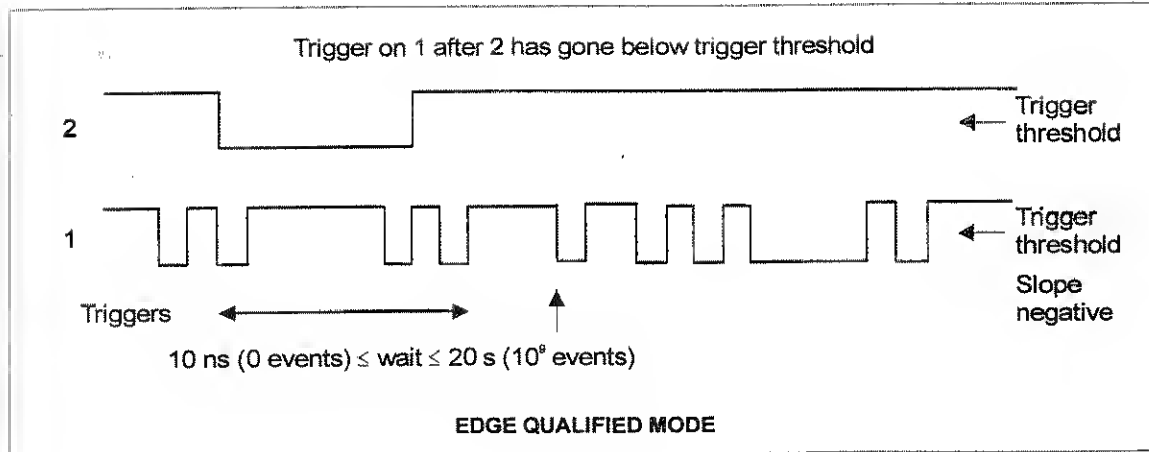 Trigger on 1 after 2 has gone below trigger threshold
2
Trigger
threshold
1
Trigger
threshold
Slope
negative
Triggers
10 ns (0 events) ≤ wait ≤ 20 s (10⁹ events)
EDGE QUALIFIED MODE